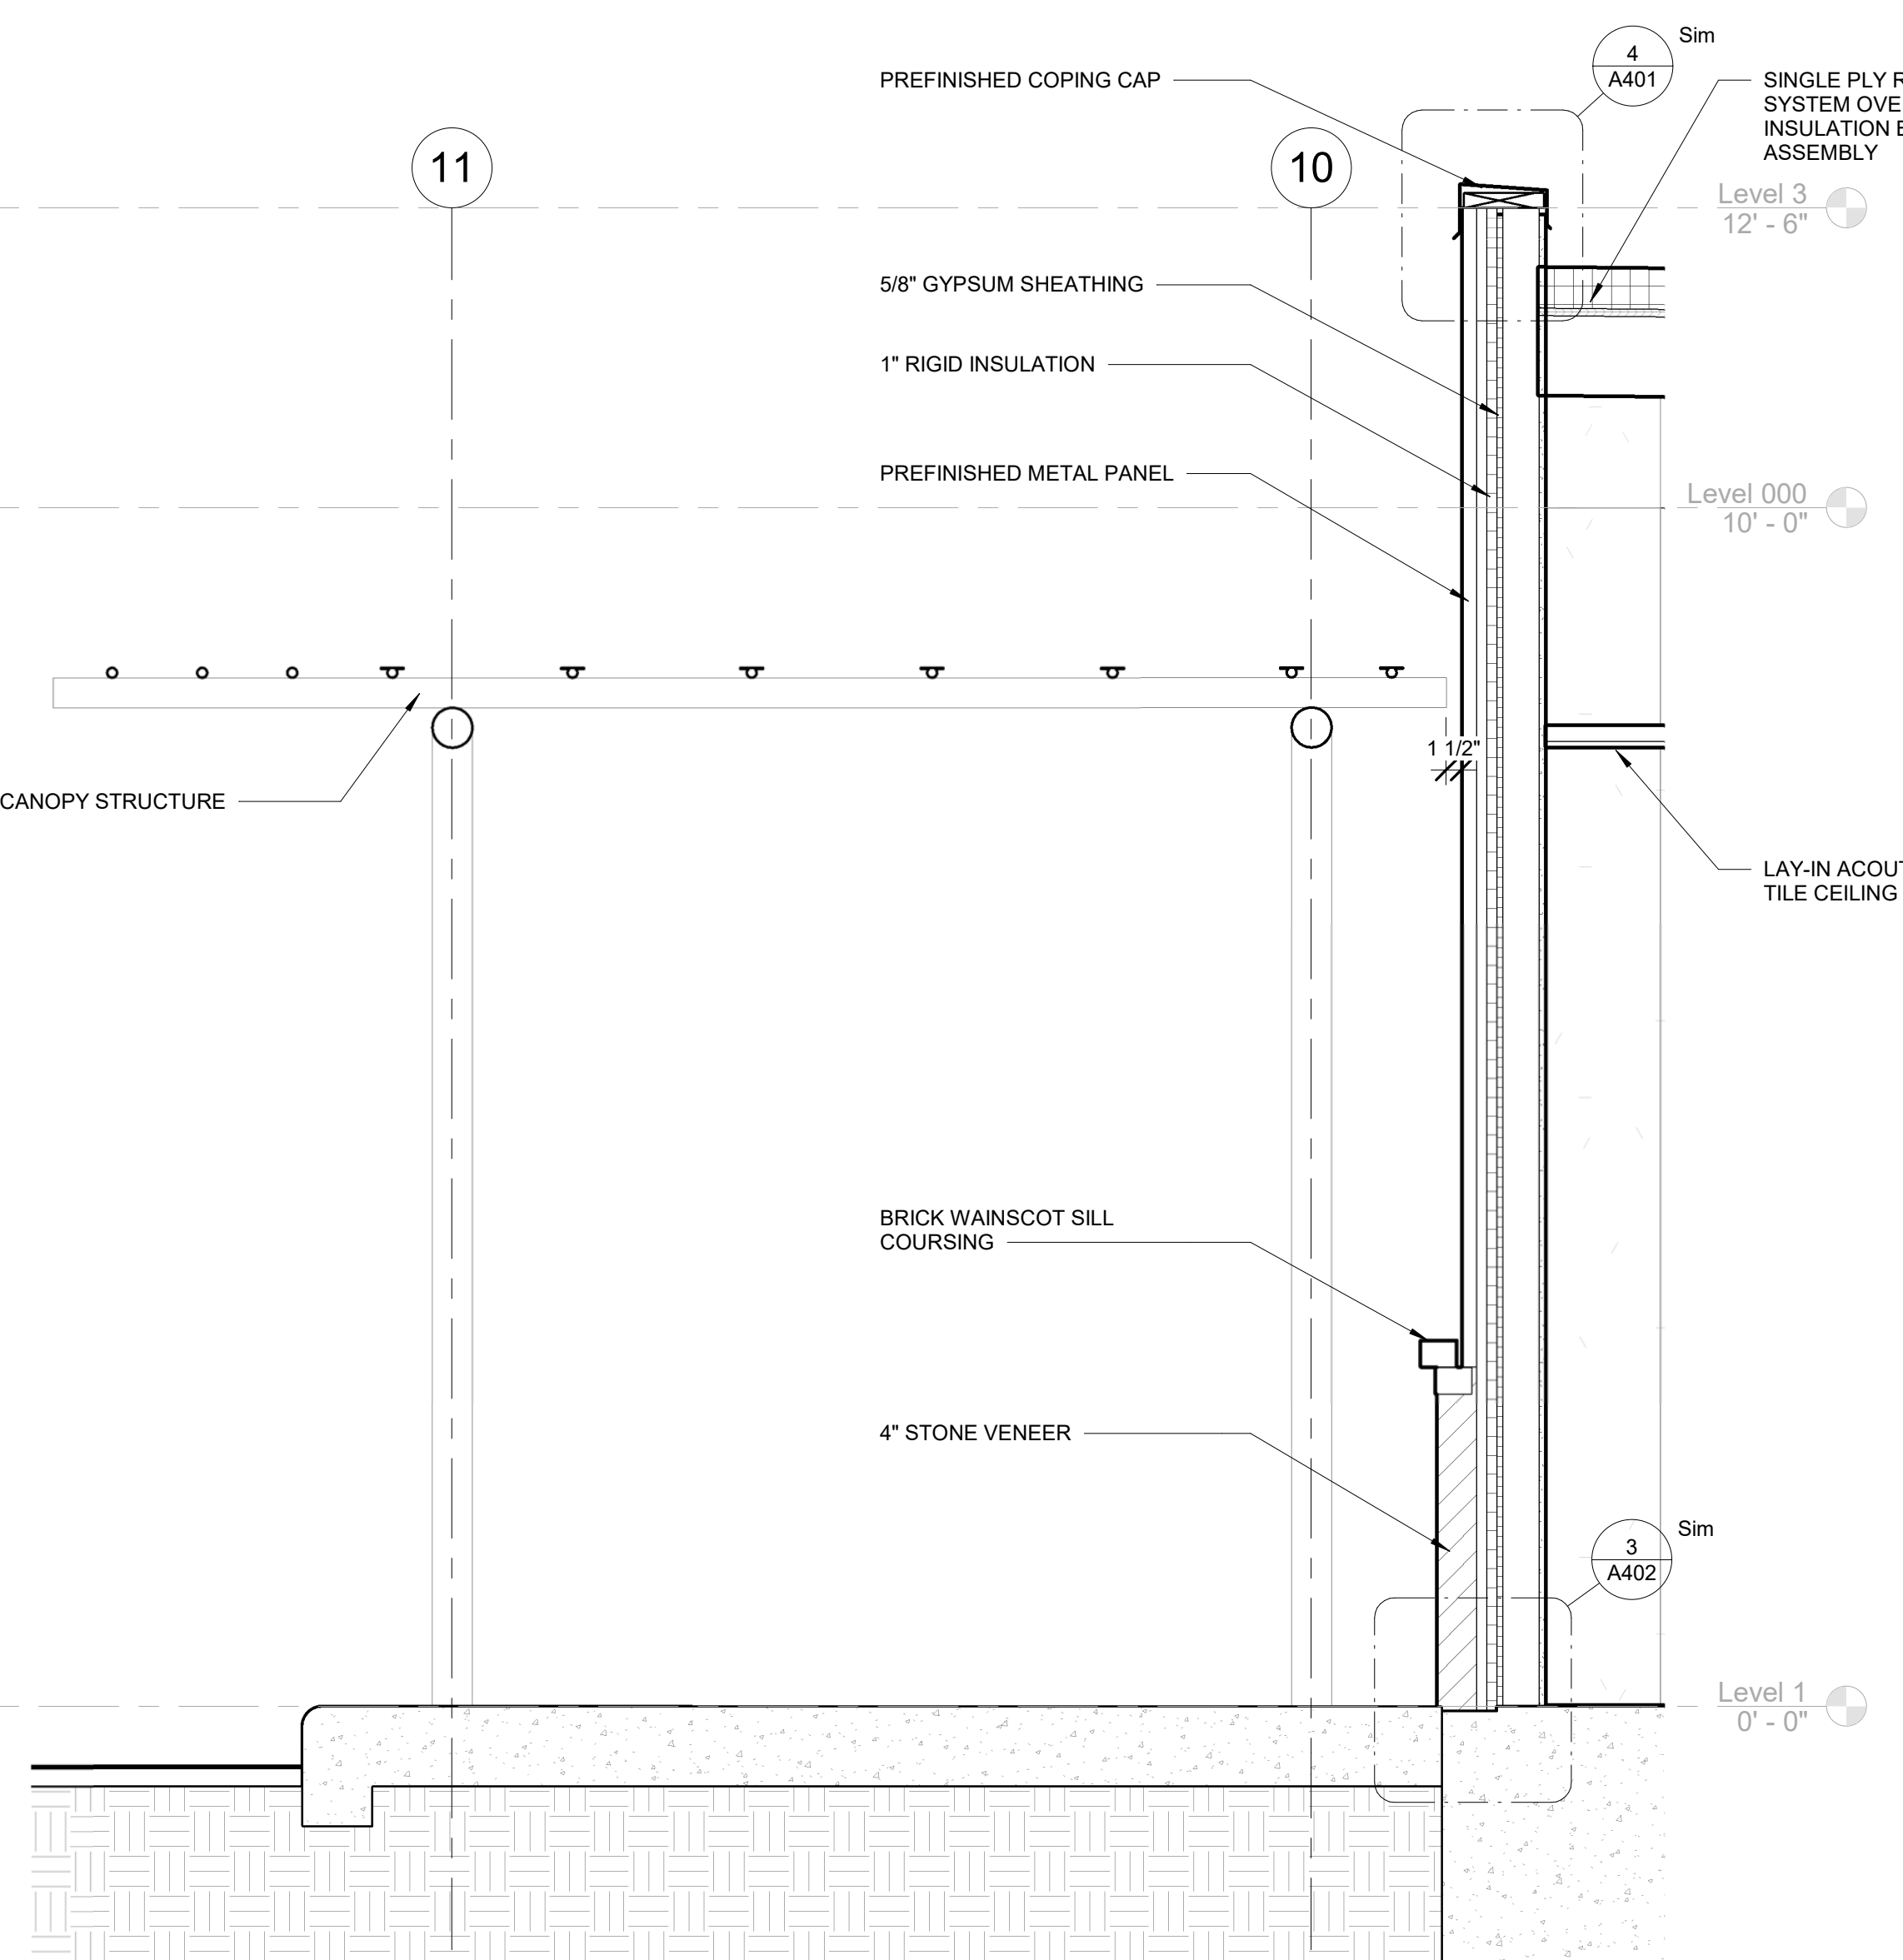 4
A401
Sim
PREFINISHED COPING CAP
SINGLE PLY R
SYSTEM OVE
INSULATION E
ASSEMBLY
11
10
Level 3
12' - 6"
5/8" GYPSUM SHEATHING
1" RIGID INSULATION
PREFINISHED METAL PANEL
Level 000
10' - 0"
1 1/2"
CANOPY STRUCTURE
LAY-IN ACOUT
TILE CEILING
BRICK WAINSCOT SILL
COURSING
4" STONE VENEER
3
A402
Sim
Level 1
0' - 0"